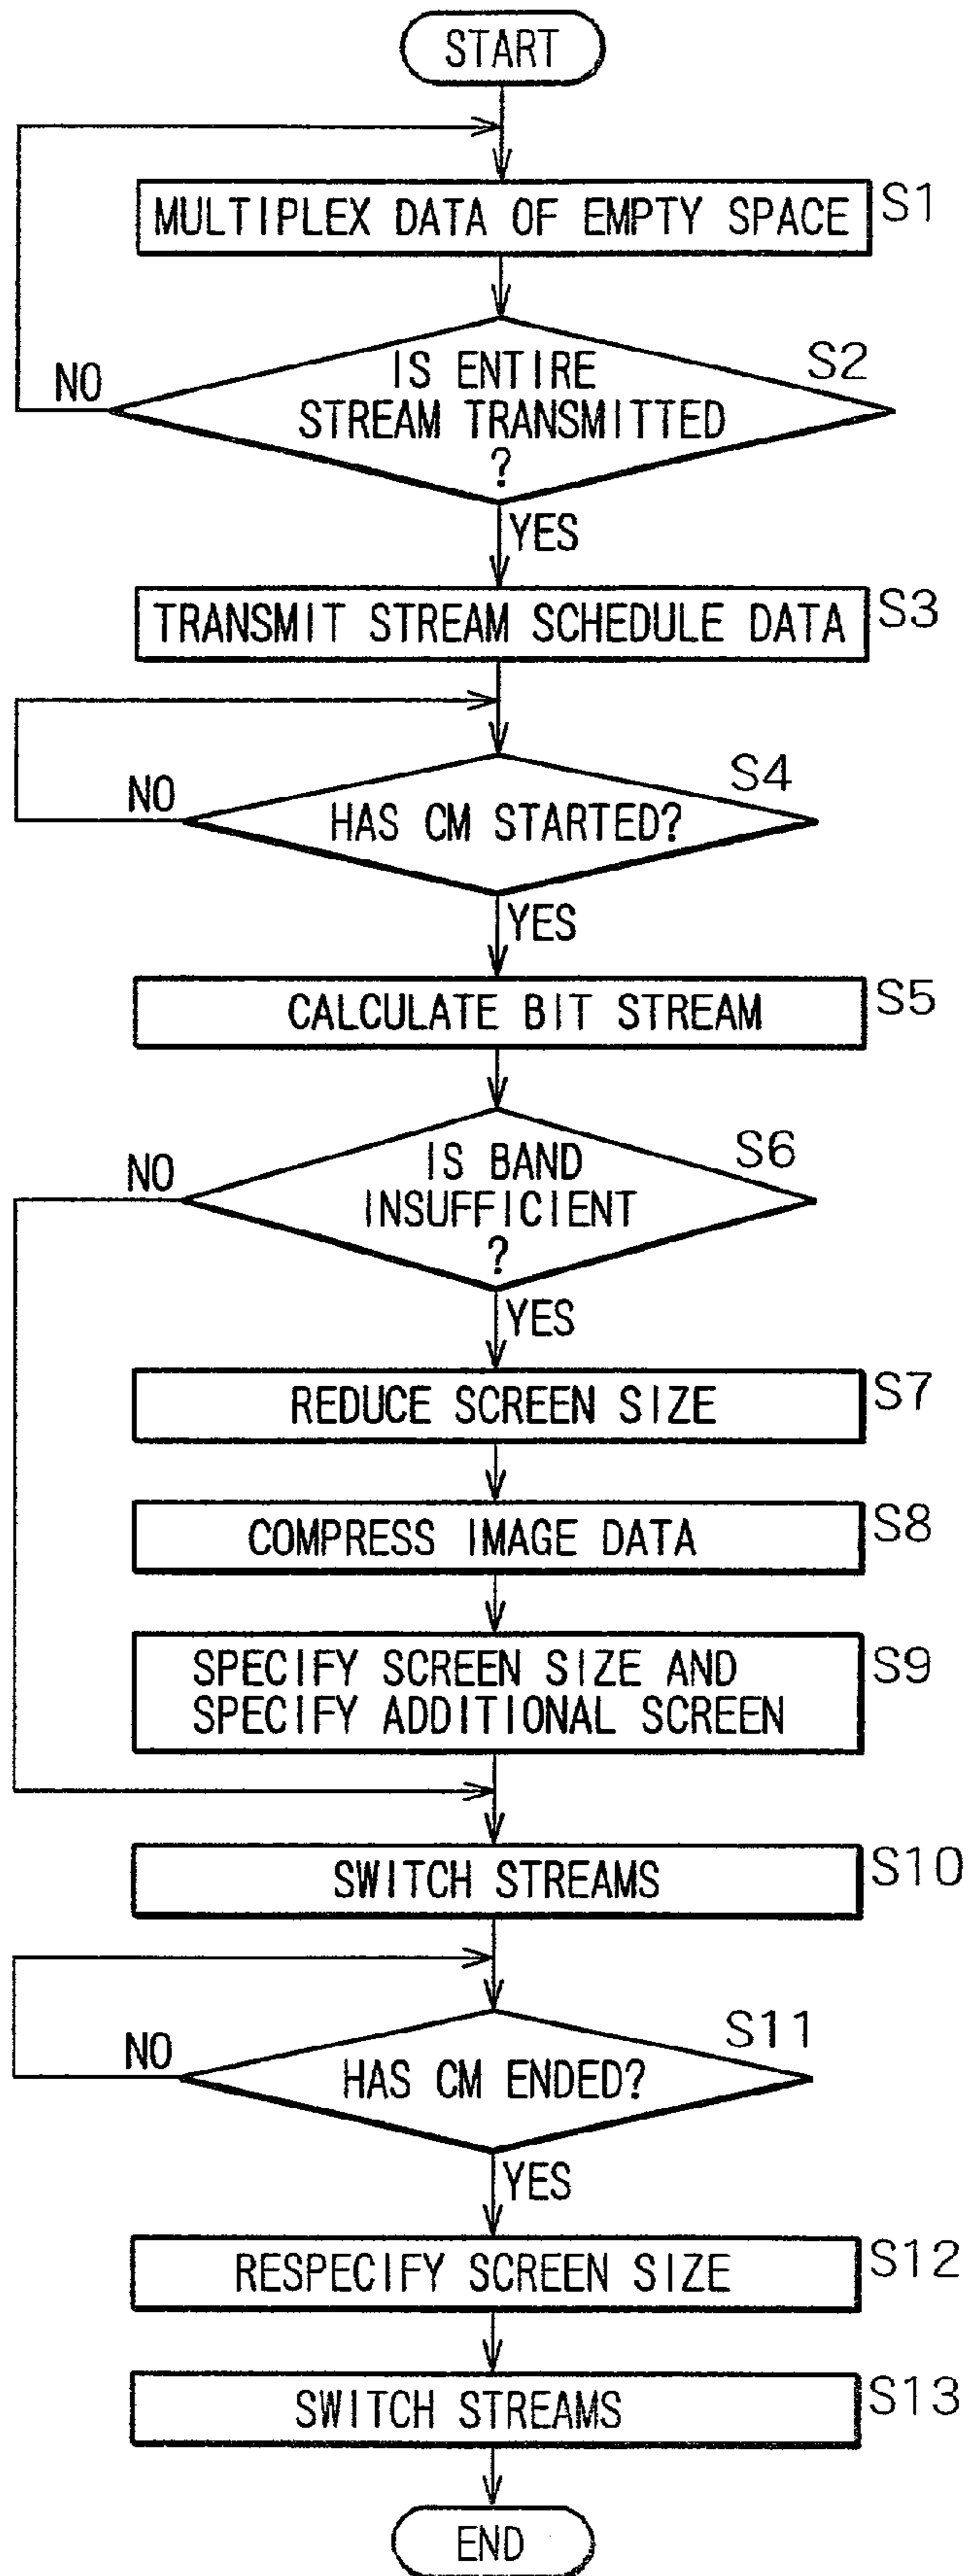 START
MULTIPLEX DATA OF EMPTY SPACE
S1
IS ENTIRE
STREAM TRANSMITTED
?
S2
NO
YES
TRANSMIT STREAM SCHEDULE DATA
S3
HAS CM STARTED?
S4
NO
YES
CALCULATE BIT STREAM
S5
IS BAND
INSUFFICIENT
?
S6
NO
YES
REDUCE SCREEN SIZE
S7
COMPRESS IMAGE DATA
S8
SPECIFY SCREEN SIZE AND
SPECIFY ADDITIONAL SCREEN
S9
SWITCH STREAMS
S10
HAS CM ENDED?
S11
NO
YES
RESPECIFY SCREEN SIZE
S12
SWITCH STREAMS
S13
END